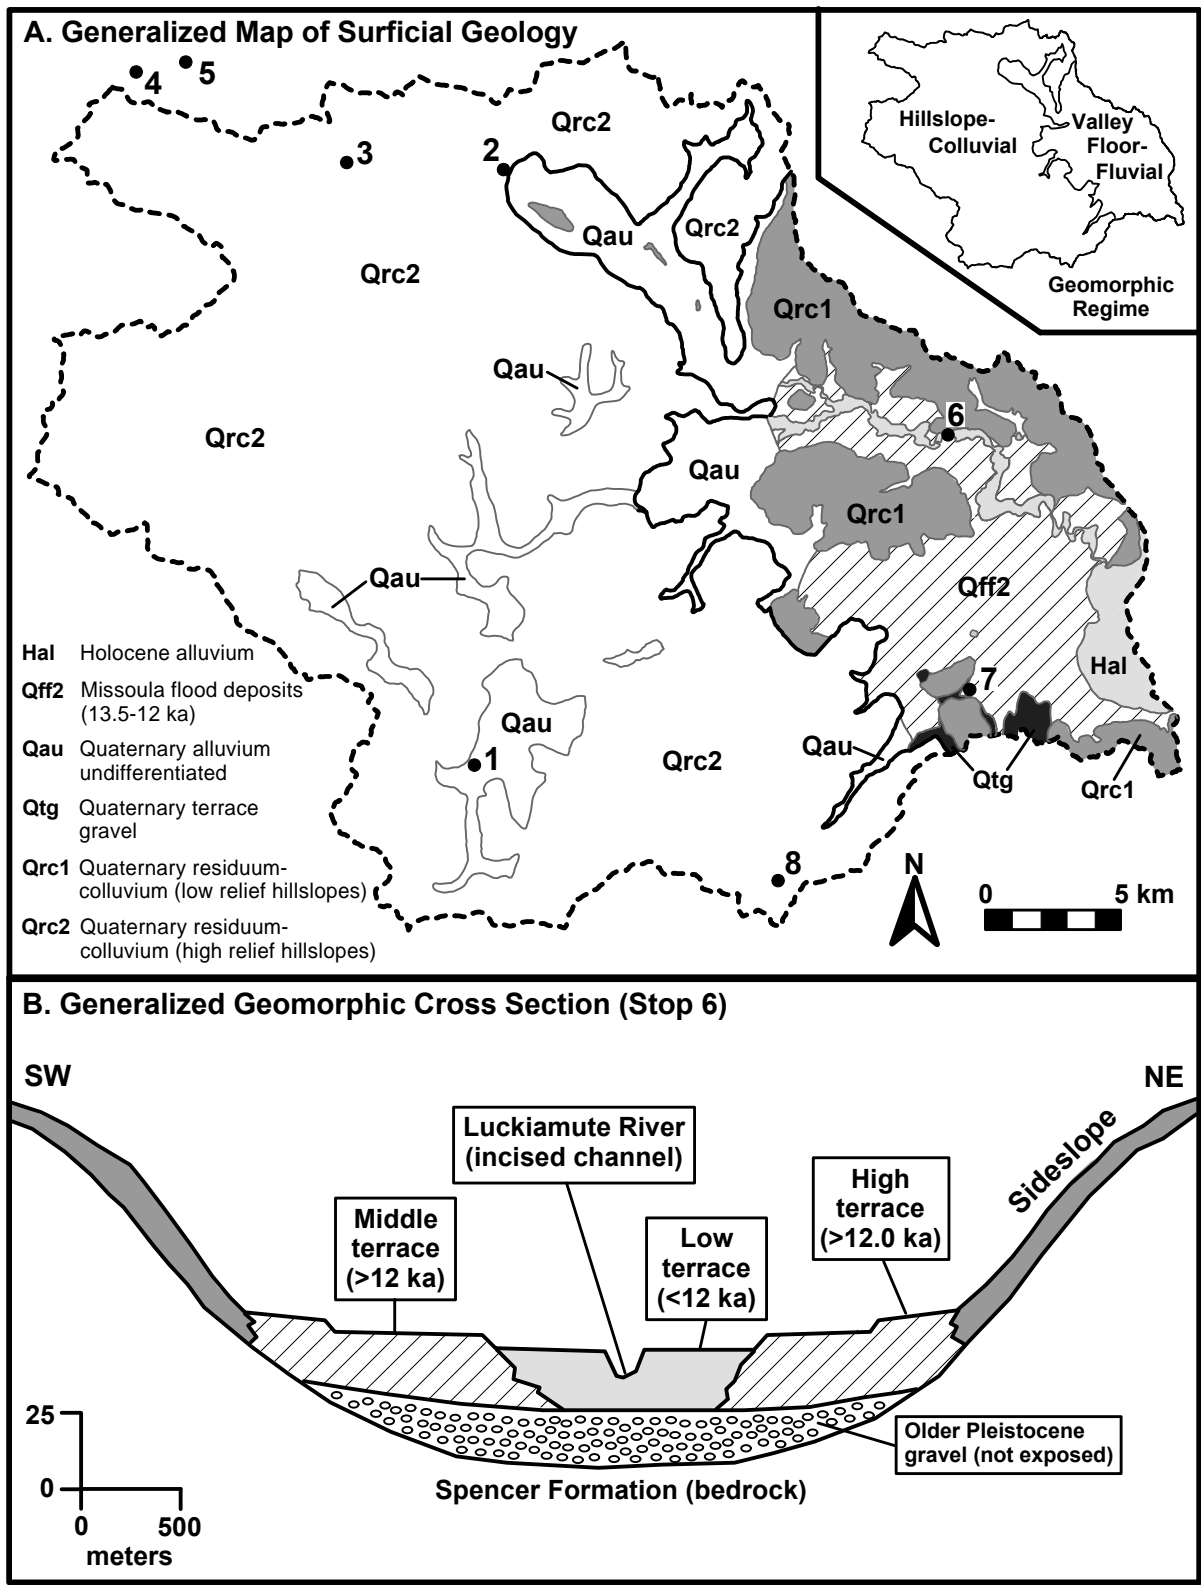 A. Generalized Map of Surficial Geology
4
5
3
2
Qrc2
Qau
Qrc2
Qrc2
Qrc1
Hillslope-
Colluvial
Valley
Floor-
Fluvial
Geomorphic
Regime
Qau
Qrc2
6
Qau
Qrc1
Qau
Qff2
Hal
7
Qau
1
Qrc2
Qau
Qtg
Qrc1
8
Hal Holocene alluvium
Qff2 Missoula flood deposits
(13.5-12 ka)
Qau Quaternary alluvium
undifferentiated
Qtg Quaternary terrace
gravel
Qrc1 Quaternary residuum-
colluvium (low relief hillslopes)
Qrc2 Quaternary residuum-
colluvium (high relief hillslopes)
N
0 5 km
B. Generalized Geomorphic Cross Section (Stop 6)
SW
NE
Luckiamute River
(incised channel)
Sideslope
High
terrace
(>12.0 ka)
Middle
terrace
(>12 ka)
Low
terrace
(<12 ka)
Older Pleistocene
gravel (not exposed)
Spencer Formation (bedrock)
25
0
0 500
meters